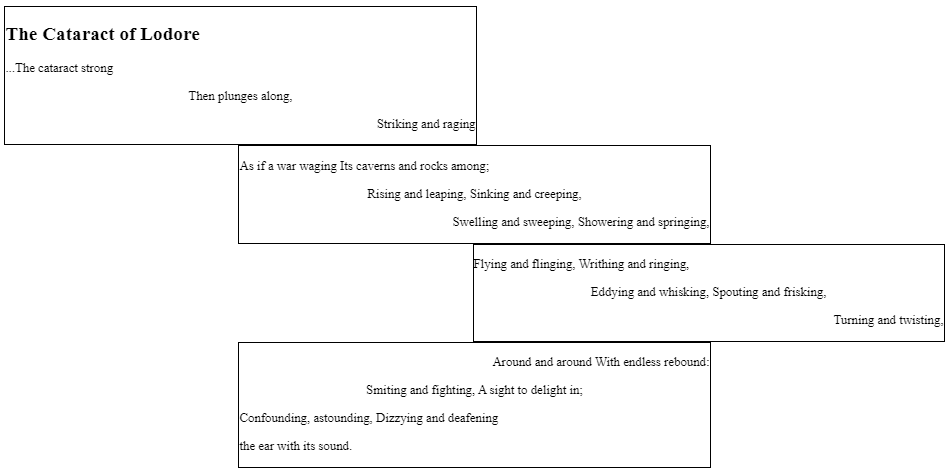 The Cataract of Lodore
...The cataract strong
Then plunges along,
Striking and raging
As if a war waging Its caverns and rocks among;
Rising and leaping, Sinking and creeping,
Swelling and sweeping, Showering and springing,
Flying and flinging, Writhing and ringing,
Eddying and whisking, Spouting and frisking,
Turning and twisting,
Around and around With endless rebound:
Smiting and fighting, A sight to delight in;
Confounding, astounding, Dizzying and deafening
the ear with its sound.